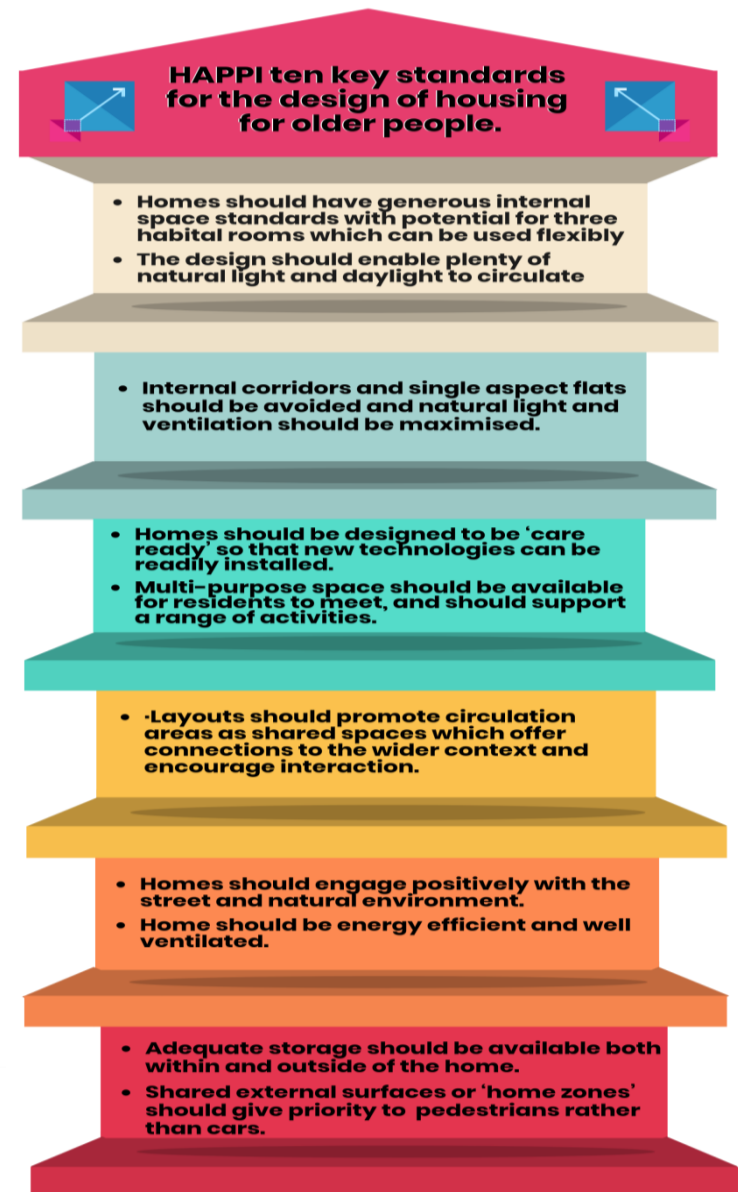 HAPPI ten key standards
for the design of housing
for older people.
• Homes should have generous internal
space standards with potential for three
habital rooms which can be used flexibly
• The design should enable plenty of
natural light and daylight to circulate
• Internal corridors and single aspect flats
should be avoided and natural light and
ventilation should be maximised.
• Homes should be designed to be ‘care
ready’ so that new technologies can be
readily installed.
• Multi-purpose space should be available
for residents to meet, and should support
a range of activities.
• ·Layouts should promote circulation
areas as shared spaces which offer
connections to the wider context and
encourage interaction.
• Homes should engage positively with the
street and natural environment.
• Home should be energy efficient and well
ventilated.
• Adequate storage should be available both
within and outside of the home.
• Shared external surfaces or ‘home zones’
should give priority to pedestrians rather
than cars.